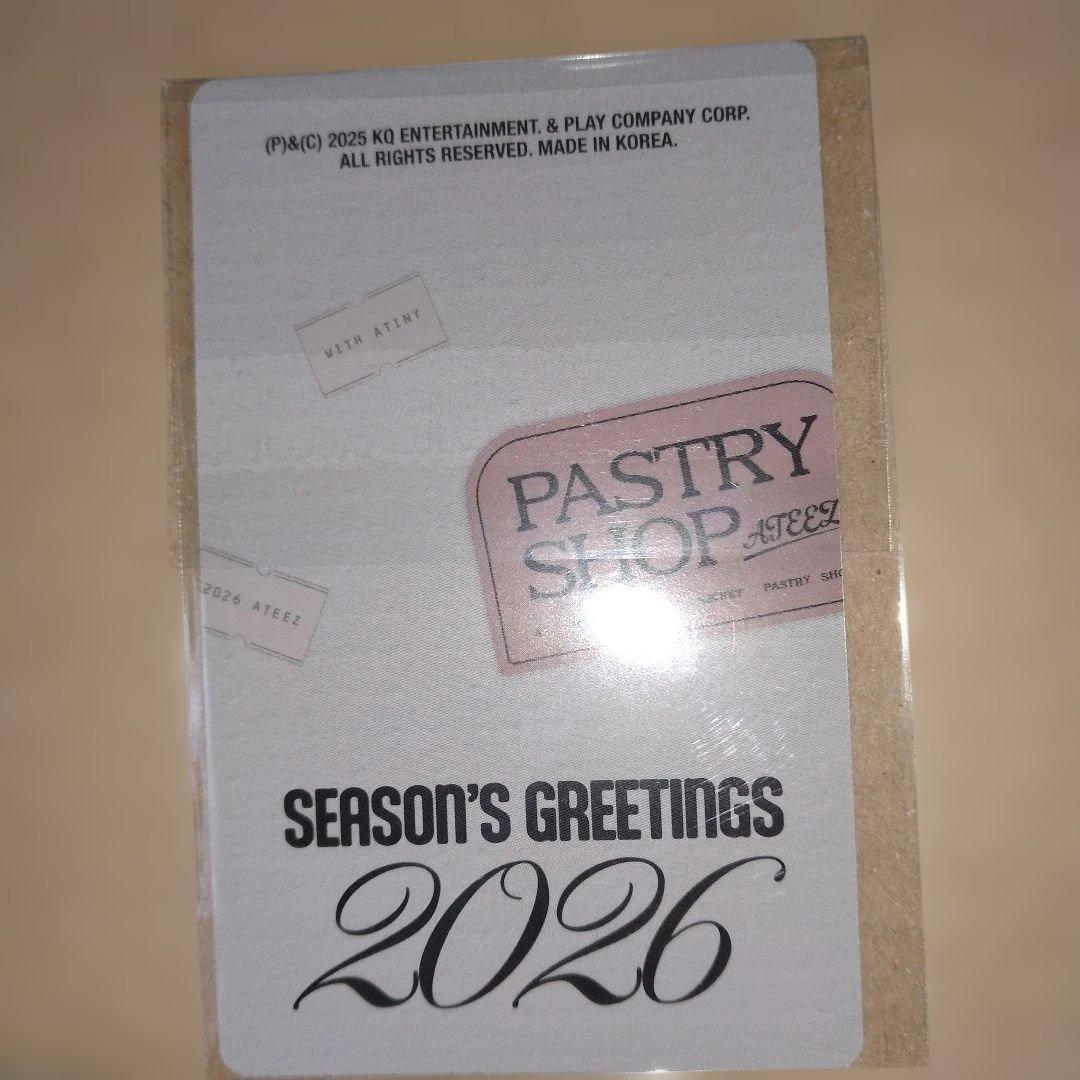 (P)&(C) 2025 KQ ENTERTAINMENT. & PLAY COMPANY CORP.
ALL RIGHTS RESERVED. MADE IN KOREA.
WITH ATINY
PASTRY
SHOP ATEEZ
PASTRY SHO
2026 ATEEZ
SEASON'S GREETINGS
2026